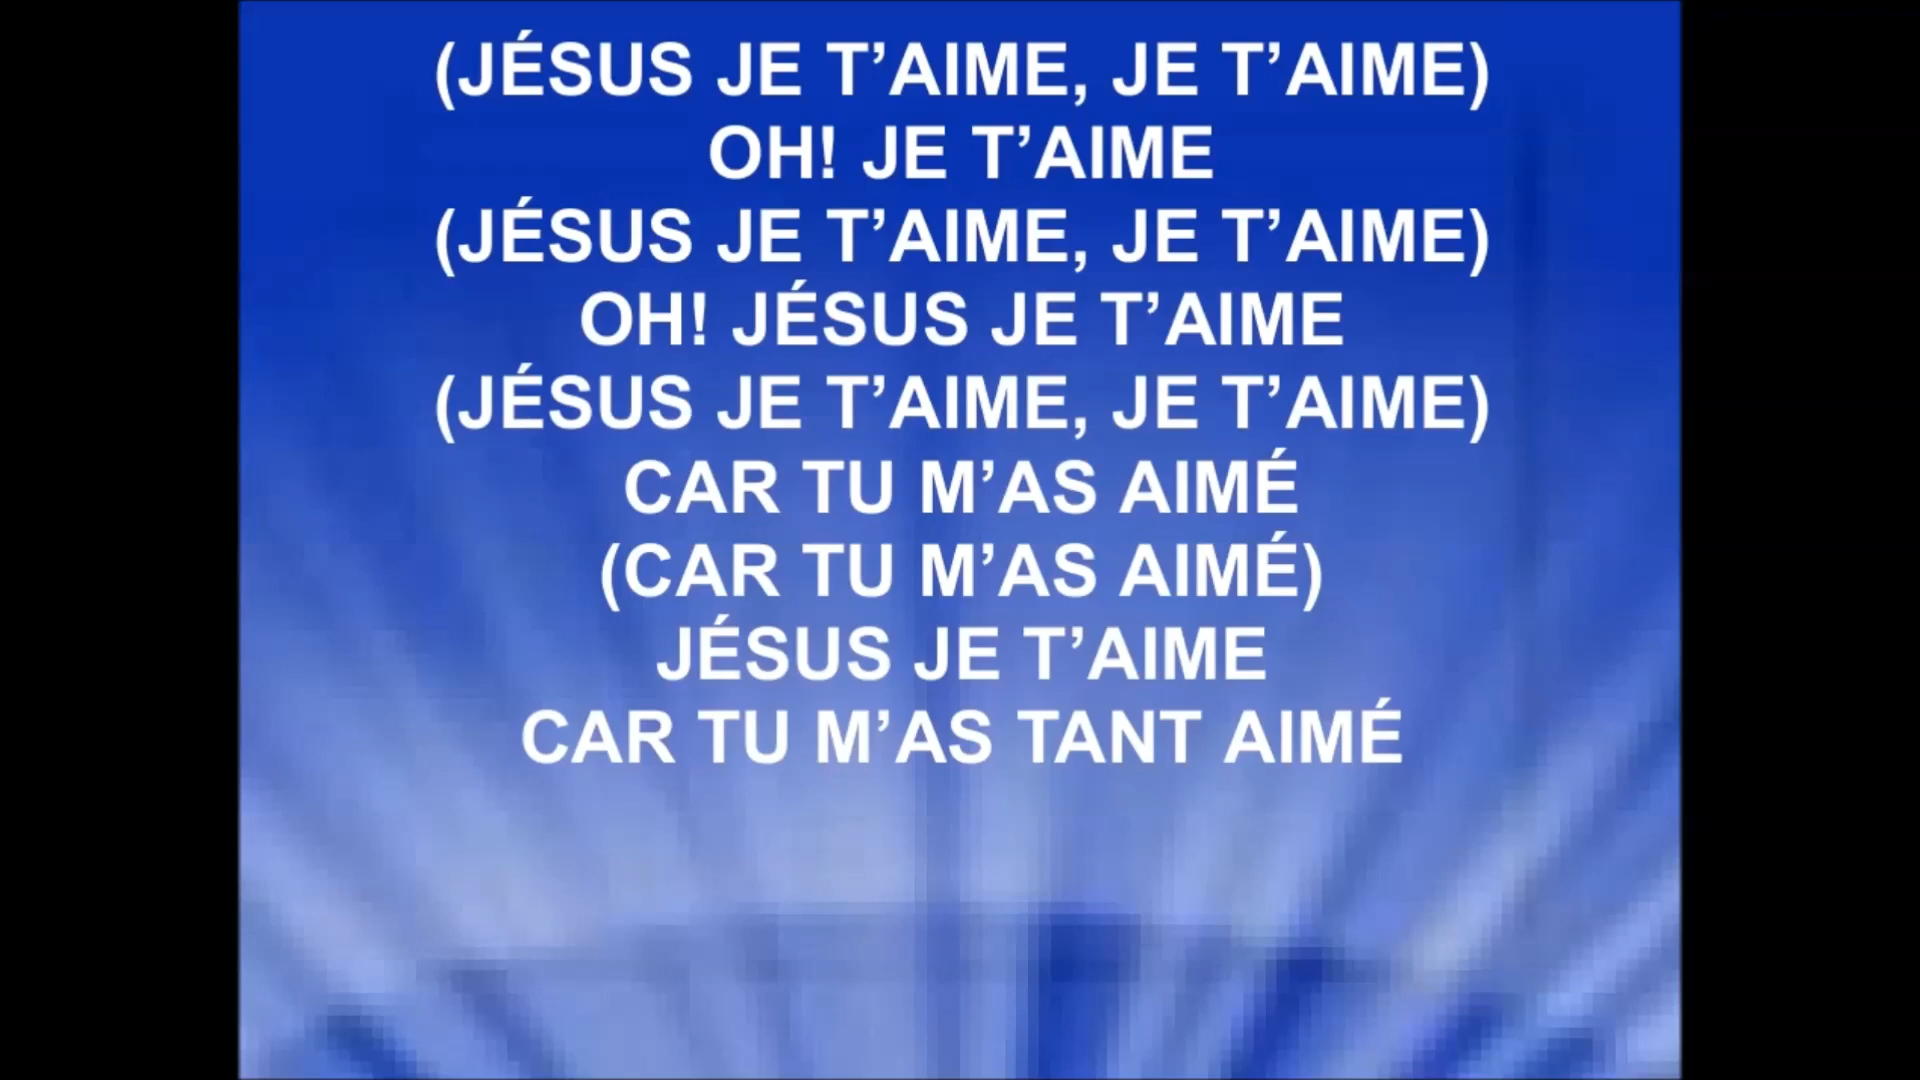 (JÉSUS JE T’AIME, JE T’AIME)
OH! JE T’AIME
(JÉSUS JE T’AIME, JE T’AIME)
OH! JÉSUS JE T’AIME
(JÉSUS JE T’AIME, JE T’AIME)
CAR TU M’AS AIMÉ
(CAR TU M’AS AIMÉ)
JÉSUS JE T’AIME
CAR TU M’AS TANT AIMÉ